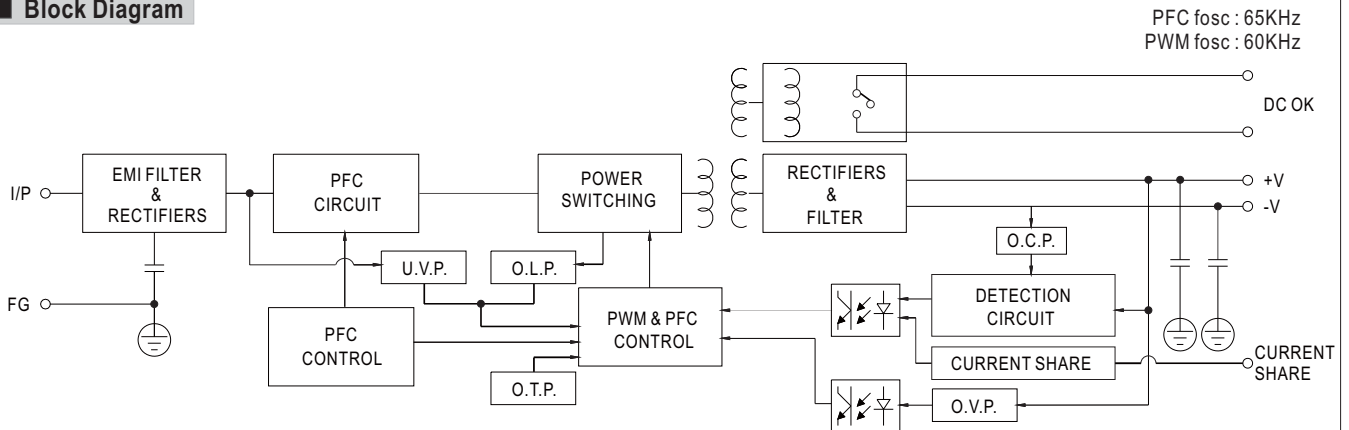 Block Diagram
PFC fosc : 65KHz
PWM fosc : 60KHz
DC OK
I/P
EMI FILTER
&
RECTIFIERS
PFC
CIRCUIT
POWER
SWITCHING
RECTIFIERS
&
FILTER
+V
-V
O.C.P.
U.V.P.
O.L.P.
FG
PFC
CONTROL
PWM & PFC
CONTROL
DETECTION
CIRCUIT
CURRENT SHARE
CURRENT
SHARE
O.T.P.
O.V.P.